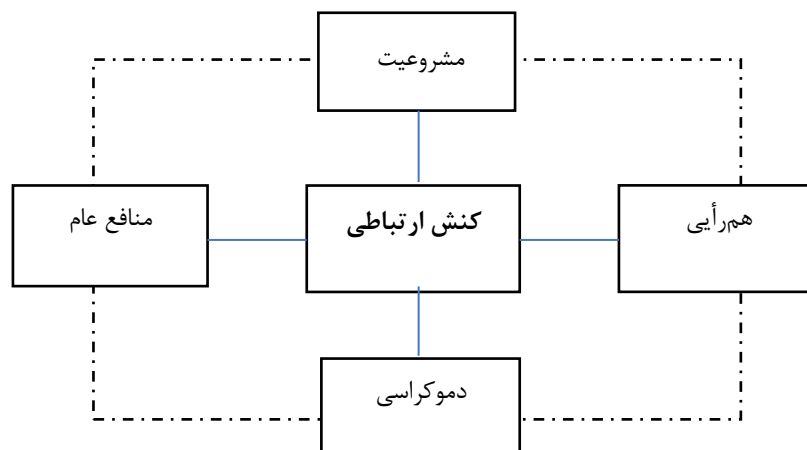 مشروعیت
هم‌رأیی
کنش ارتباطی
منافع عام
دموکراسی